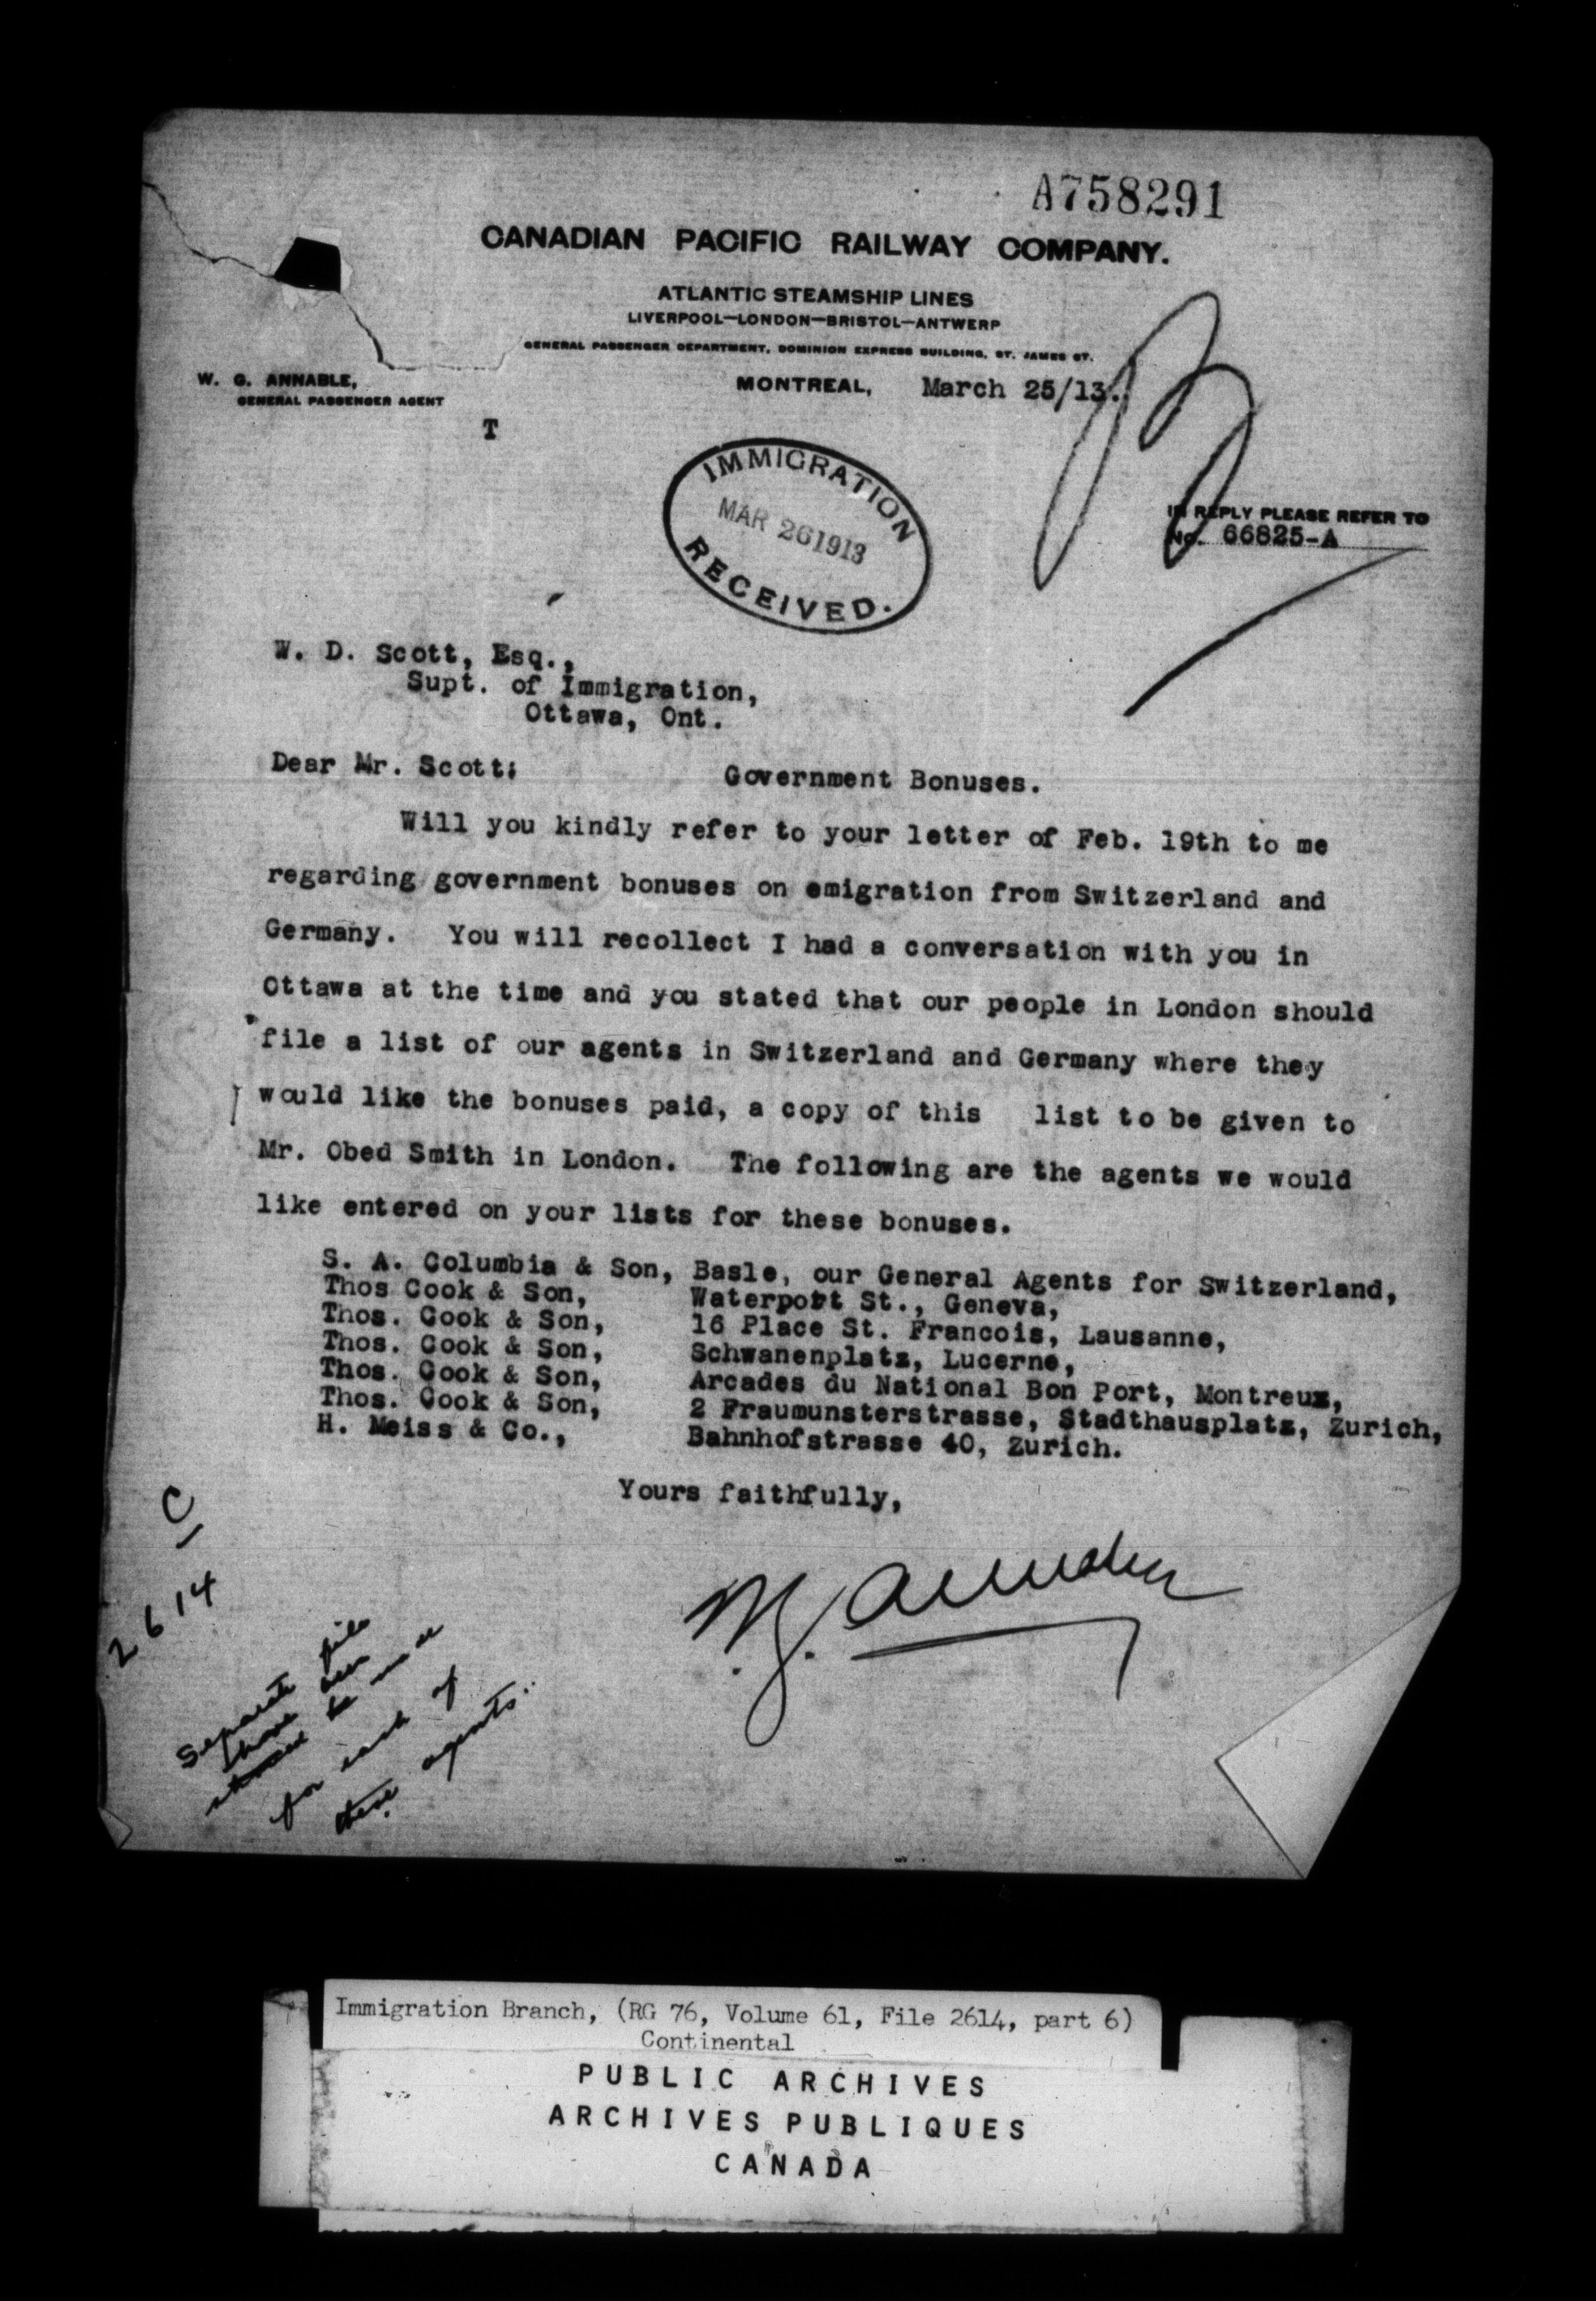 A758291
CANADIAN PACIFIC RAILWAY COMPANY.
ATLANTIC STEAMSHIP LINES
LIVERPOOL—LONDON—BRISTOL—ANTWERP
GENERAL PASSENGER DEPARTMENT, DOMINION EXPRESS BUILDING, ST. JAMES ST.
W. G. ANNABLE,
GENERAL PASSENGER AGENT
MONTREAL, March 25/13.
T
IMMIGRATION
MAR 26 1913
RECEIVED.
IN REPLY PLEASE REFER TO
No. 66825-A
W. D. Scott, Esq.,
Supt. of Immigration,
Ottawa, Ont.
Dear Mr. Scott:
Government Bonuses.
Will you kindly refer to your letter of Feb. 19th to me
regarding government bonuses on emigration from Switzerland and
Germany. You will recollect I had a conversation with you in
Ottawa at the time and you stated that our people in London should
file a list of our agents in Switzerland and Germany where they
would like the bonuses paid, a copy of this list to be given to
Mr. Obed Smith in London. The following are the agents we would
like entered on your lists for these bonuses.
S. A. Columbia & Son, Basle, our General Agents for Switzerland,
Thos Cook & Son, Waterport St., Geneva,
Thos. Cook & Son, 16 Place St. Francois, Lausanne,
Thos. Cook & Son, Schwanenplatz, Lucerne,
Thos. Cook & Son, Arcades du National Bon Port, Montreux,
Thos. Cook & Son, 2 Fraumunsterstrasse, Stadthausplatz, Zurich,
H. Meiss & Co., Bahnhofstrasse 40, Zurich.
Yours faithfully,
C
2614
Separate file
have been
should be made
for each of
these agents.
Immigration Branch, (RG 76, Volume 61, File 2614, part 6)
Continental
PUBLIC ARCHIVES
ARCHIVES PUBLIQUES
CANADA